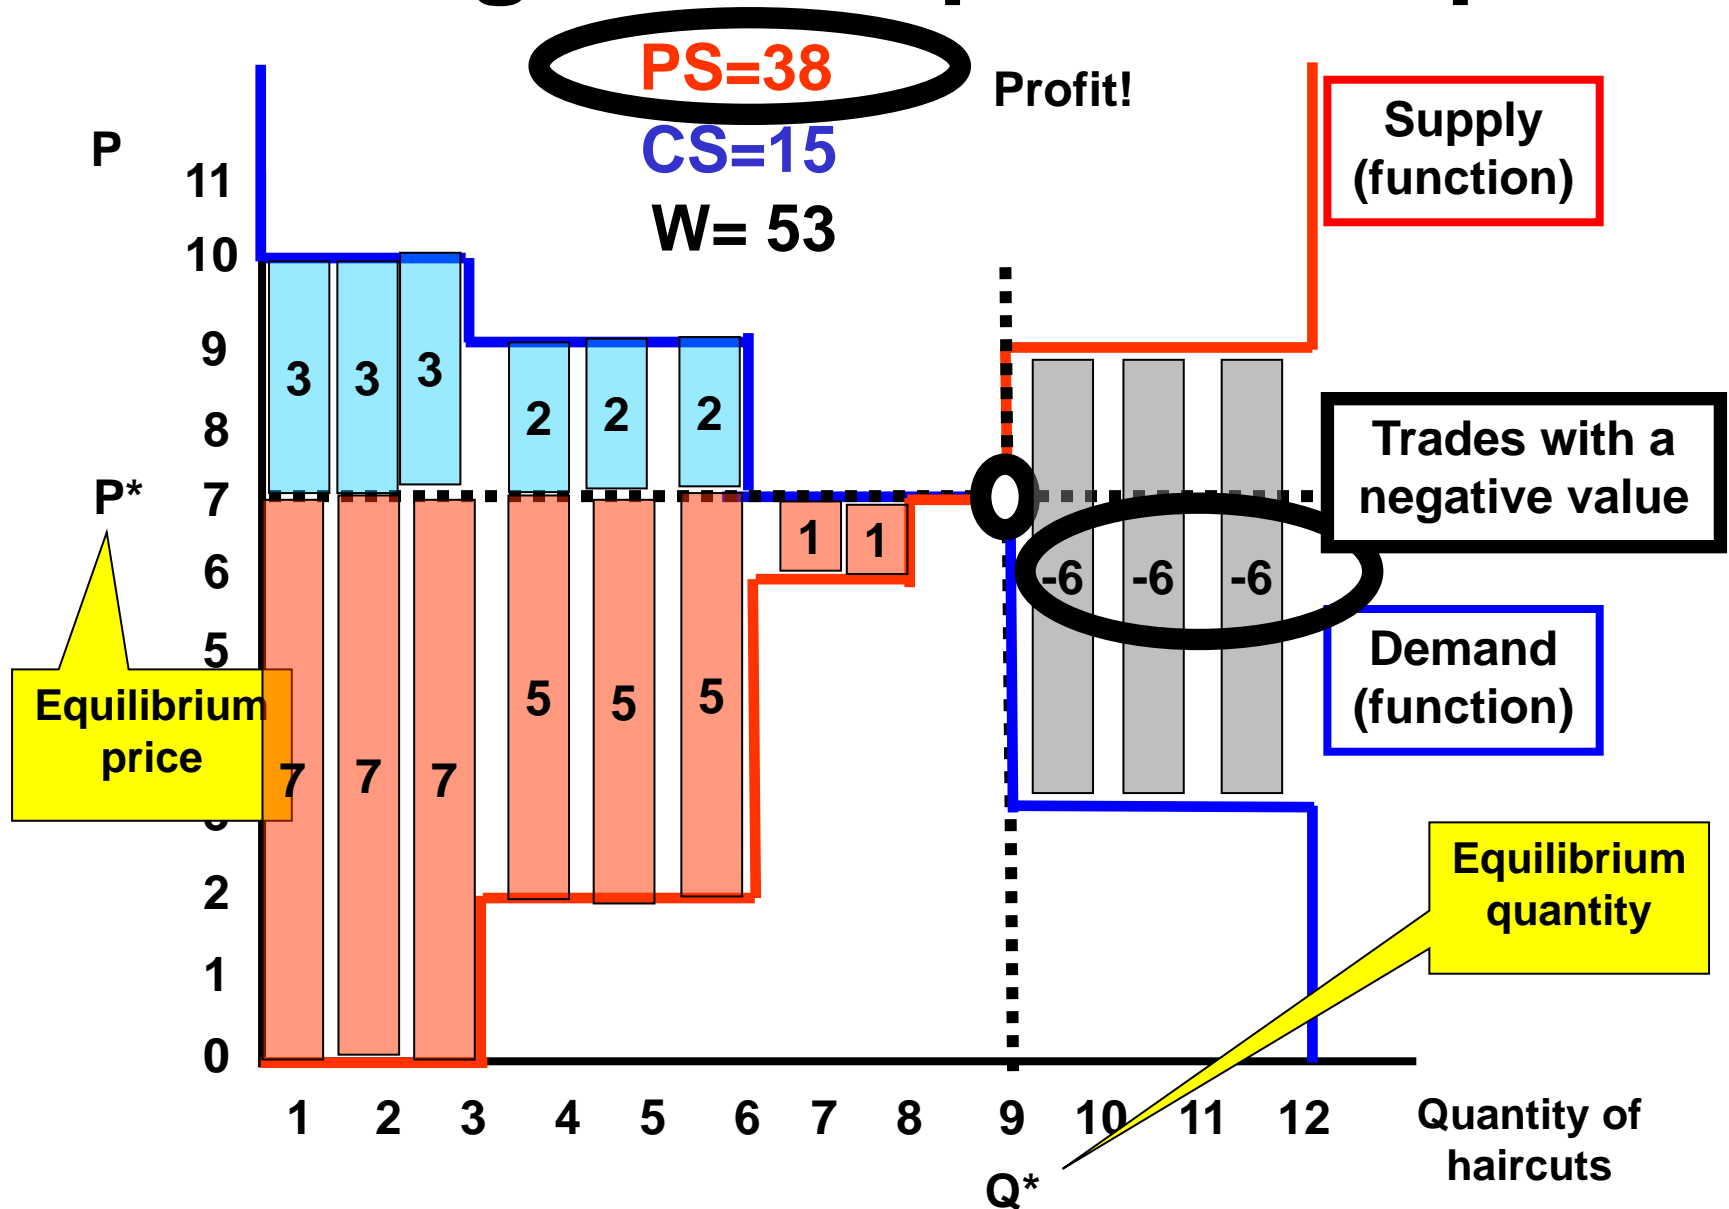 PS=38
Profit!
CS=15
W= 53
Supply
(function)
P
11
10
9
8
P*
7
6
5
2
1
0
3
3
3
2
2
2
1
1
7
7
7
5
5
5
-6
-6
-6
Trades with a
negative value
Demand
(function)
Equilibrium
price
Equilibrium
quantity
1
2
3
4
5
6
7
8
9
10
11
12
Quantity of
haircuts
Q*